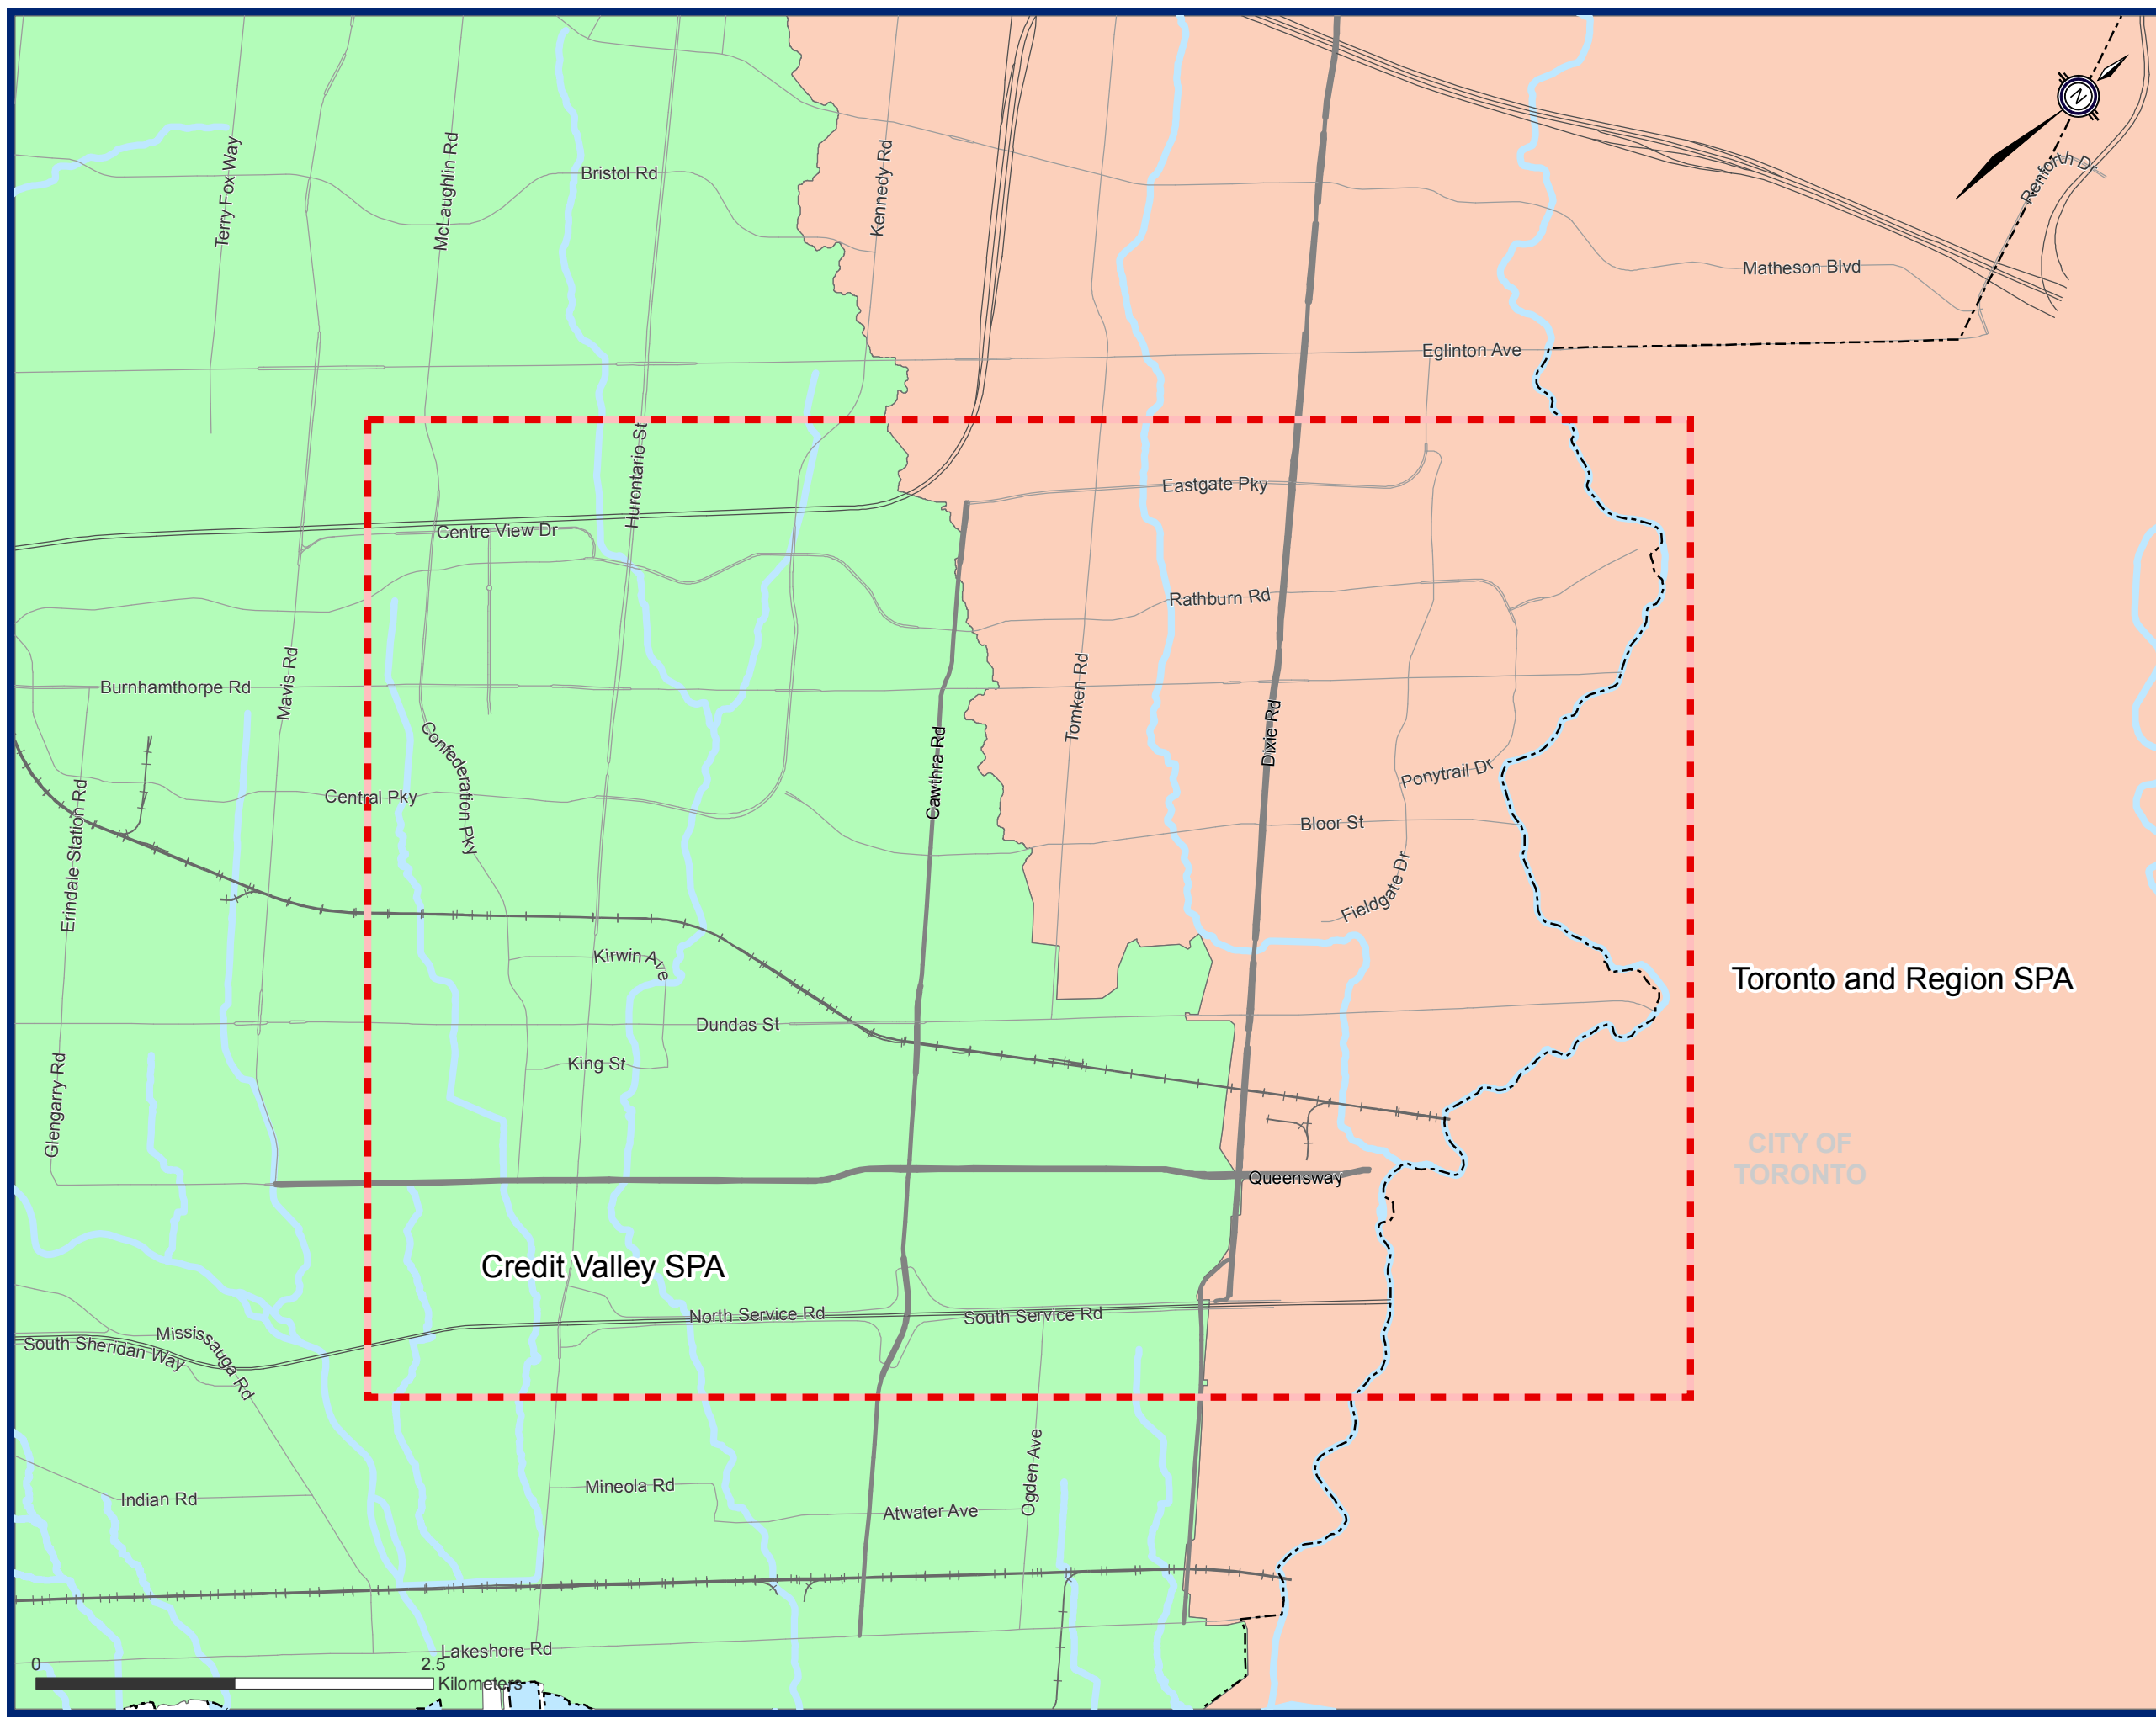 N
Renforth Dr
Terry Fox Way
McLaughlin Rd
Bristol Rd
Kennedy Rd
Matheson Blvd
Eglinton Ave
Hurontario St
Eastgate Pky
Centre View Dr
Rathburn Rd
Burnhamthorpe Rd
Mavis Rd
Confederation Pky
Cawthra Rd
Tomken Rd
Dixie Rd
Ponytrail Dr
Erindale Station Rd
Central Pky
Bloor St
Fieldgate Dr
Kirwin Ave
Toronto and Region SPA
Dundas St
King St
Glengarry Rd
CITY OF
TORONTO
Queensway
Credit Valley SPA
North Service Rd
South Service Rd
South Sheridan Way
Mississauga Rd
Indian Rd
Mineola Rd
Atwater Ave
Ogden Ave
Lakeshore Rd
0 2.5
Kilometers